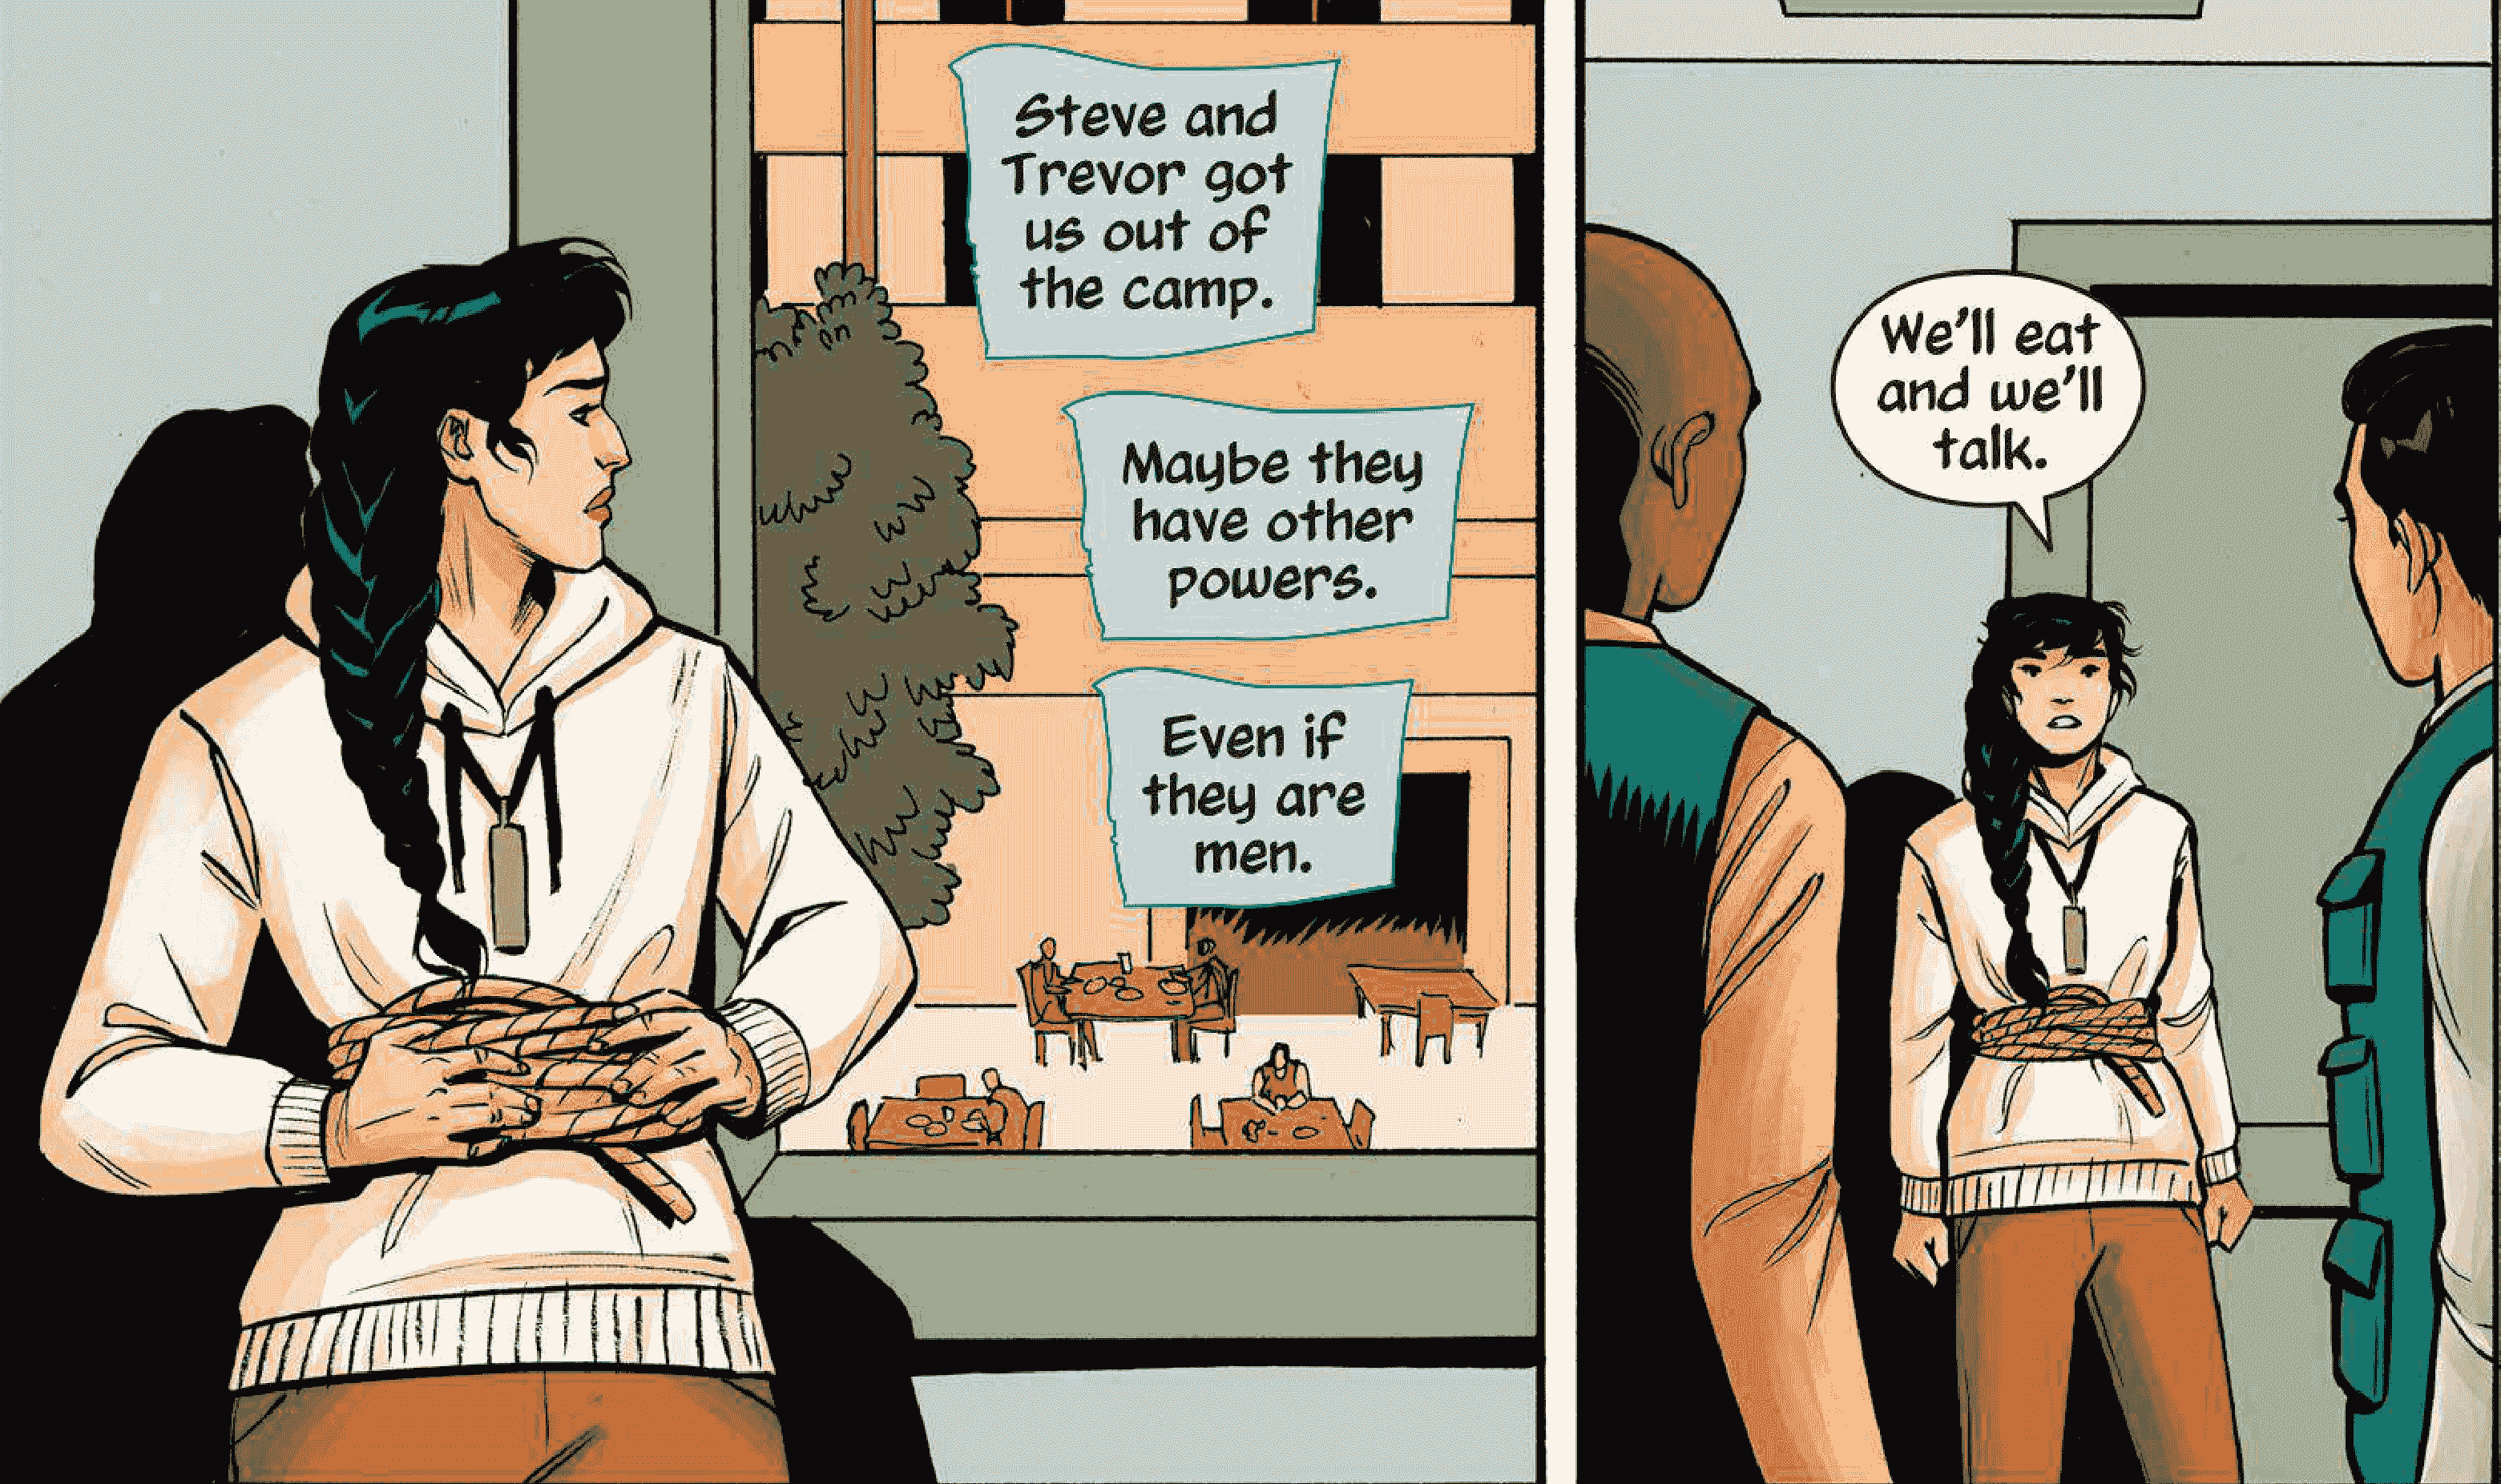 Steve and
Trevor got
us out of
the camp.
Maybe they
have other
powers.
Even if
they are
men.
We'll eat
and we'll
talk.